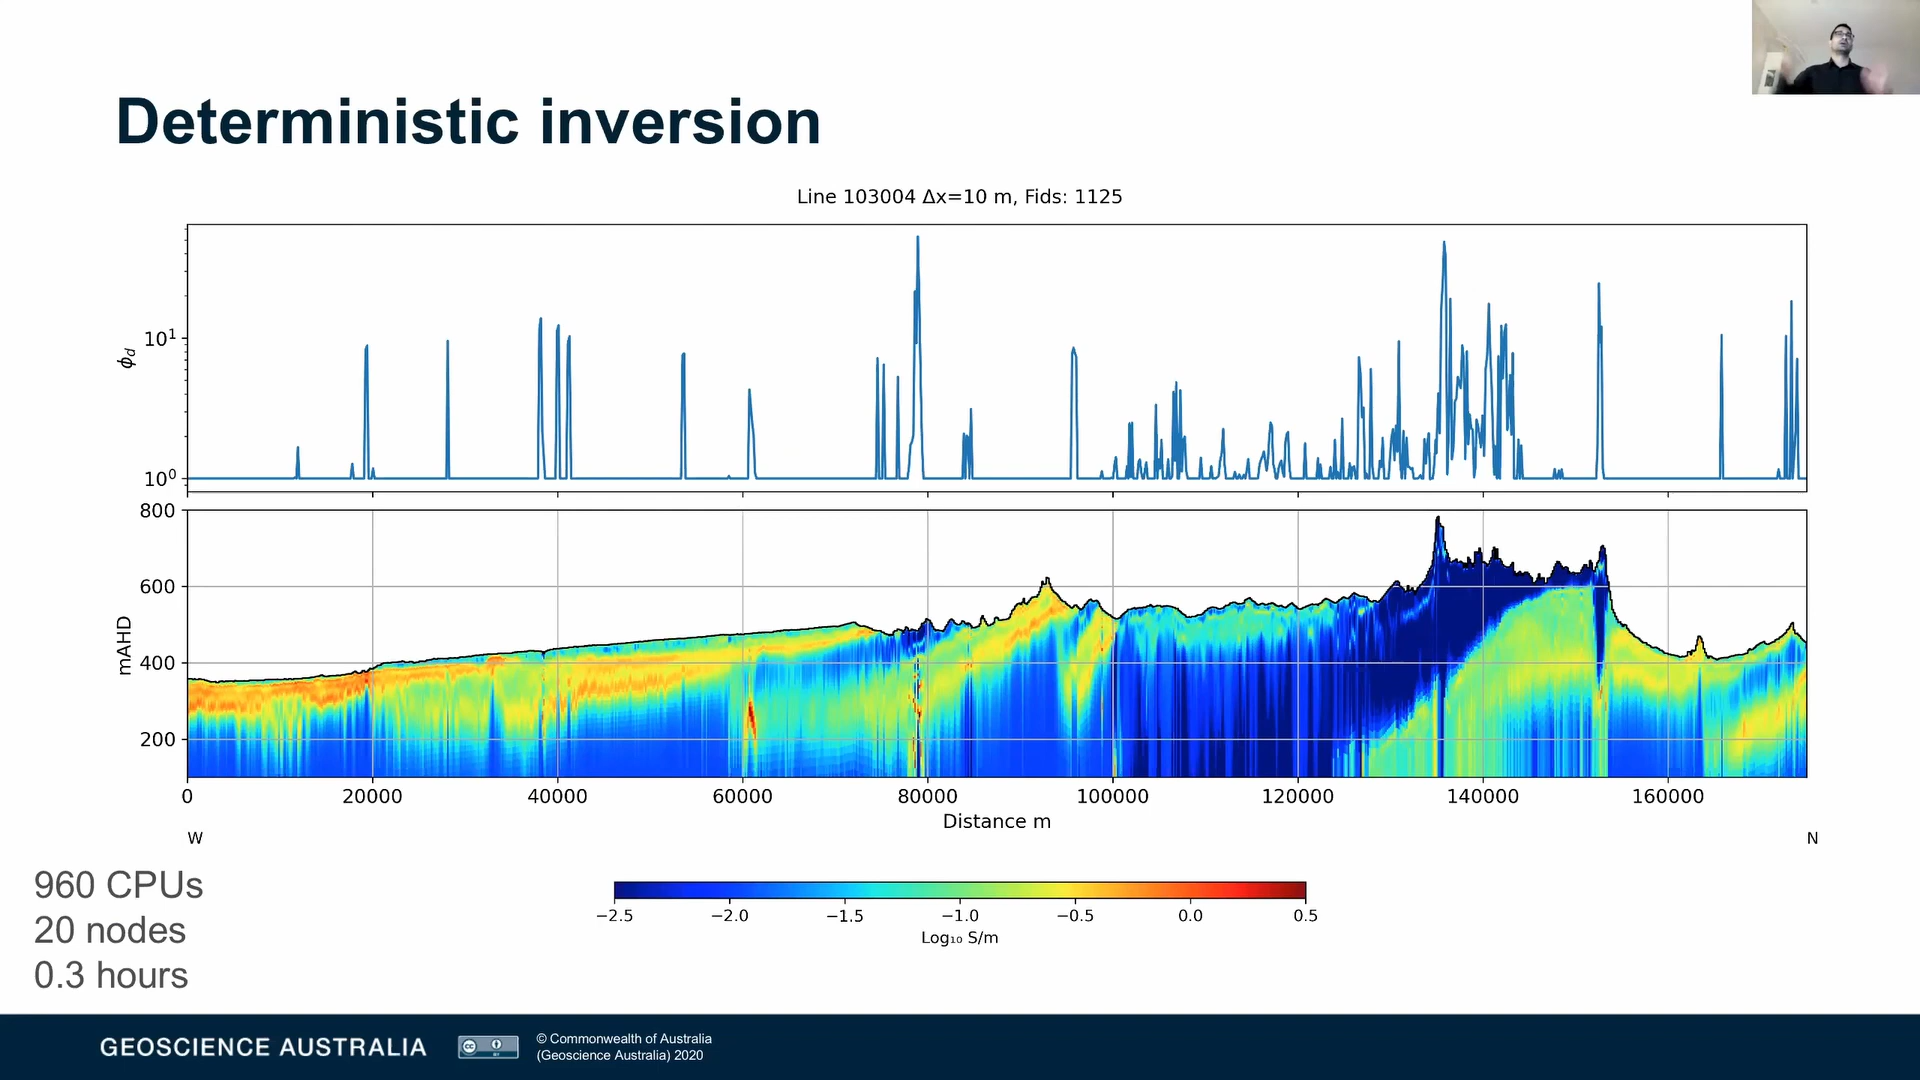 Deterministic inversion
Line 103004 Δx=10 m, Fids: 1125
10¹
ϕd
10⁰
800
600
mAHD
400
200
0 20000 40000 60000 80000 100000 120000 140000 160000
Distance m
W N
960 CPUs
20 nodes
0.3 hours
−2.5 −2.0 −1.5 −1.0 −0.5 0.0 0.5
Log₁₀ S/m
GEOSCIENCE AUSTRALIA
cc
BY
© Commonwealth of Australia
(Geoscience Australia) 2020